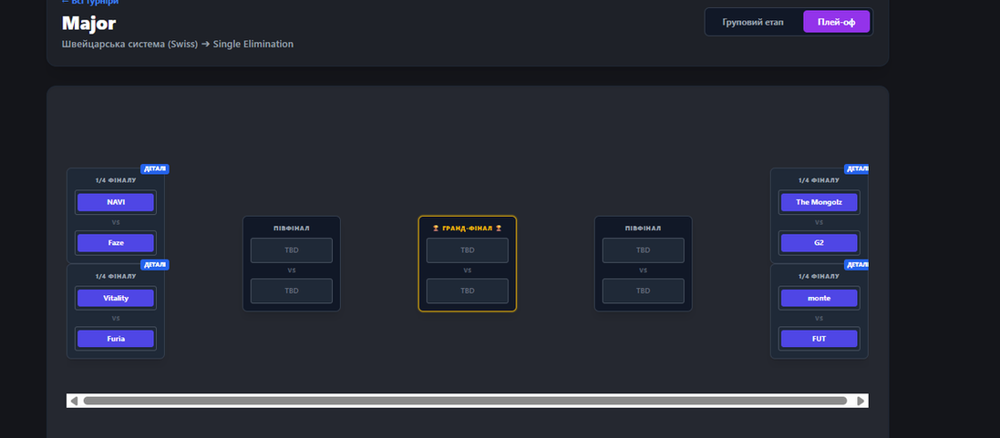 ← Всі турніри
Major
Швейцарська система (Swiss) → Single Elimination
Груповий етап
Плей-оф
ДЕТАЛІ
1/4 ФІНАЛУ
NAVI
VS
Faze
ДЕТАЛІ
1/4 ФІНАЛУ
Vitality
VS
Furia
ПІВФІНАЛ
TBD
VS
TBD
🏆 ГРАНД-ФІНАЛ 🏆
TBD
VS
TBD
ПІВФІНАЛ
TBD
VS
TBD
ДЕТАЛІ
1/4 ФІНАЛУ
The Mongolz
VS
G2
ДЕТАЛІ
1/4 ФІНАЛУ
monte
VS
FUT